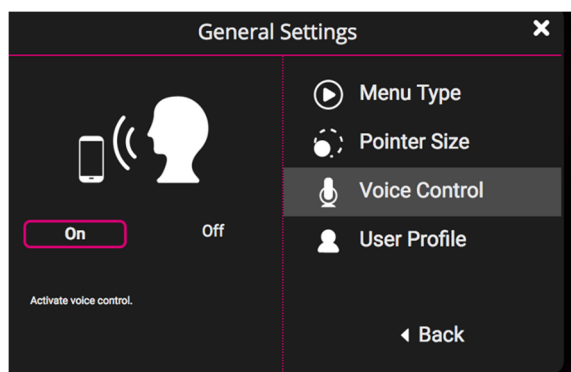 General Settings
On
Off
Activate voice control.
Menu Type
Pointer Size
Voice Control
User Profile
Back